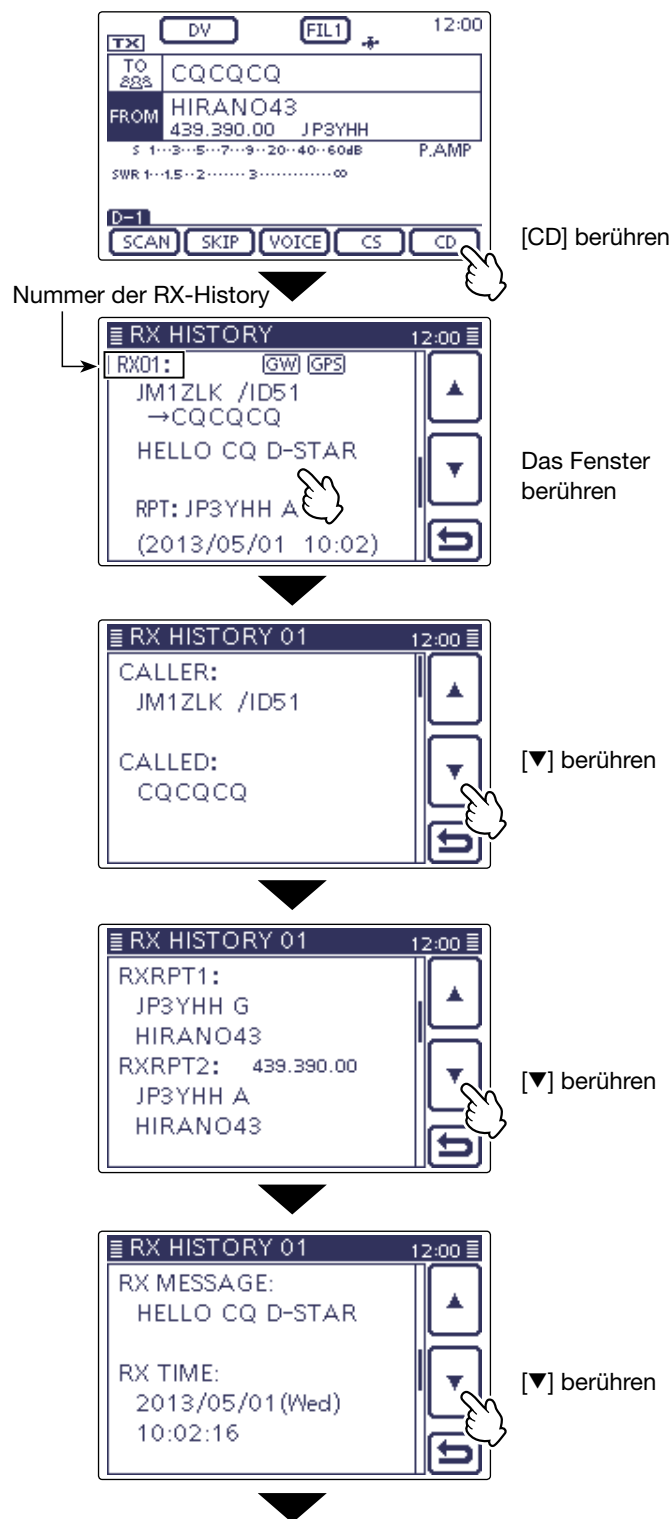 DV FIL1 12:00
TX
TO CQCQCQ
FROM HIRANO43
439.390.00 JP3YHH
S 1···3···5···7···9··20··40··60dB P.AMP
SWR 1···1.5··2······· 3·············∞
D-1
SCAN SKIP VOICE CS CD
[CD] berühren
Nummer der RX-History
RX HISTORY 12:00
RX01: GW GPS
JM1ZLK /ID51
→CQCQCQ
HELLO CQ D-STAR
RPT: JP3YHH A
(2013/05/01 10:02)
Das Fenster
berühren
RX HISTORY 01 12:00
CALLER:
JM1ZLK /ID51
CALLED:
CQCQCQ
[▼] berühren
RX HISTORY 01 12:00
RXRPT1:
JP3YHH G
HIRANO43
RXRPT2: 439.390.00
JP3YHH A
HIRANO43
[▼] berühren
RX HISTORY 01 12:00
RX MESSAGE:
HELLO CQ D-STAR
RX TIME:
2013/05/01(Wed)
10:02:16
[▼] berühren